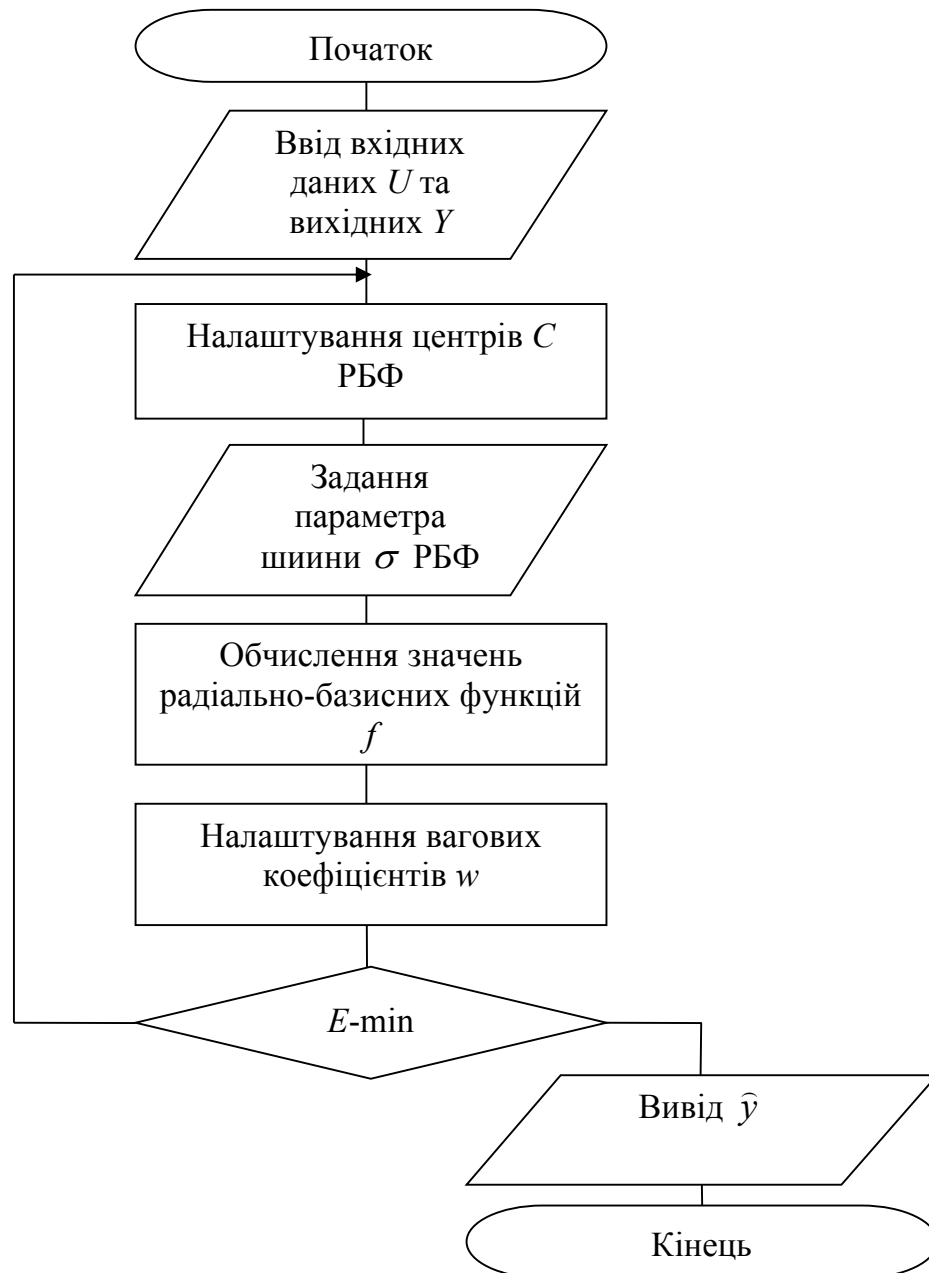 Початок
Ввід вхідних
даних U та
вихідних Y
Налаштування центрів C
РБФ
Задання
параметра
шиини σ РБФ
Обчислення значень
радіально-базисних функцій
f
Налаштування вагових
коефіцієнтів w
E-min
Вивід ŷ
Кінець